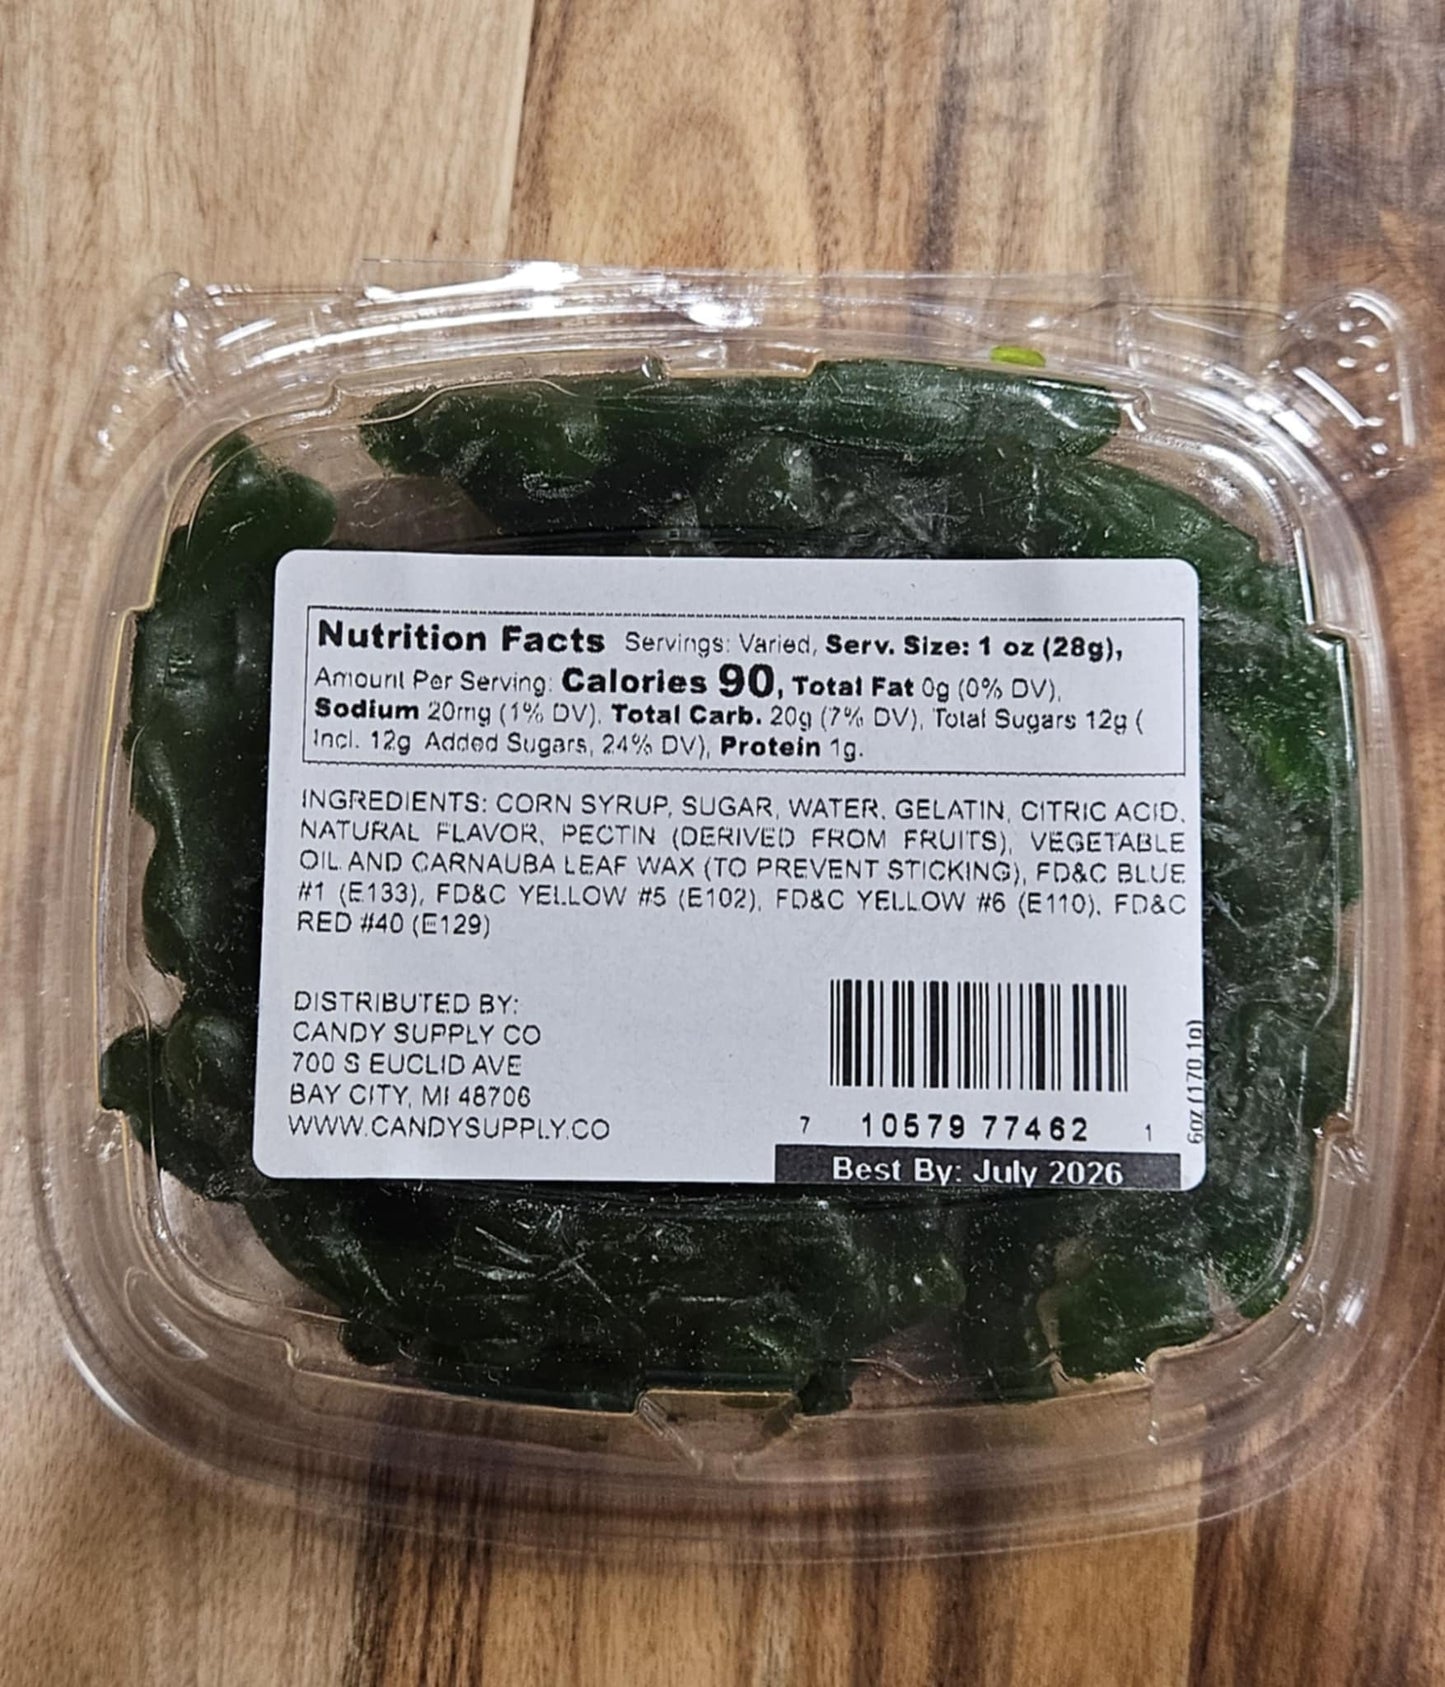 Nutrition Facts Servings: Varied, Serv. Size: 1 oz (28g),
Amount Per Serving: Calories 90, Total Fat 0g (0% DV),
Sodium 20mg (1% DV), Total Carb. 20g (7% DV), Total Sugars 12g (
Incl. 12g Added Sugars, 24% DV), Protein 1g.
INGREDIENTS: CORN SYRUP, SUGAR, WATER, GELATIN, CITRIC ACID,
NATURAL FLAVOR, PECTIN (DERIVED FROM FRUITS), VEGETABLE
OIL AND CARNAUBA LEAF WAX (TO PREVENT STICKING), FD&C BLUE
#1 (E133), FD&C YELLOW #5 (E102), FD&C YELLOW #6 (E110), FD&C
RED #40 (E129)
DISTRIBUTED BY:
CANDY SUPPLY CO
700 S EUCLID AVE
BAY CITY, MI 48706
WWW.CANDYSUPPLY.CO
7 10579 77462 1
Best By: July 2026
6oz (170.1g)